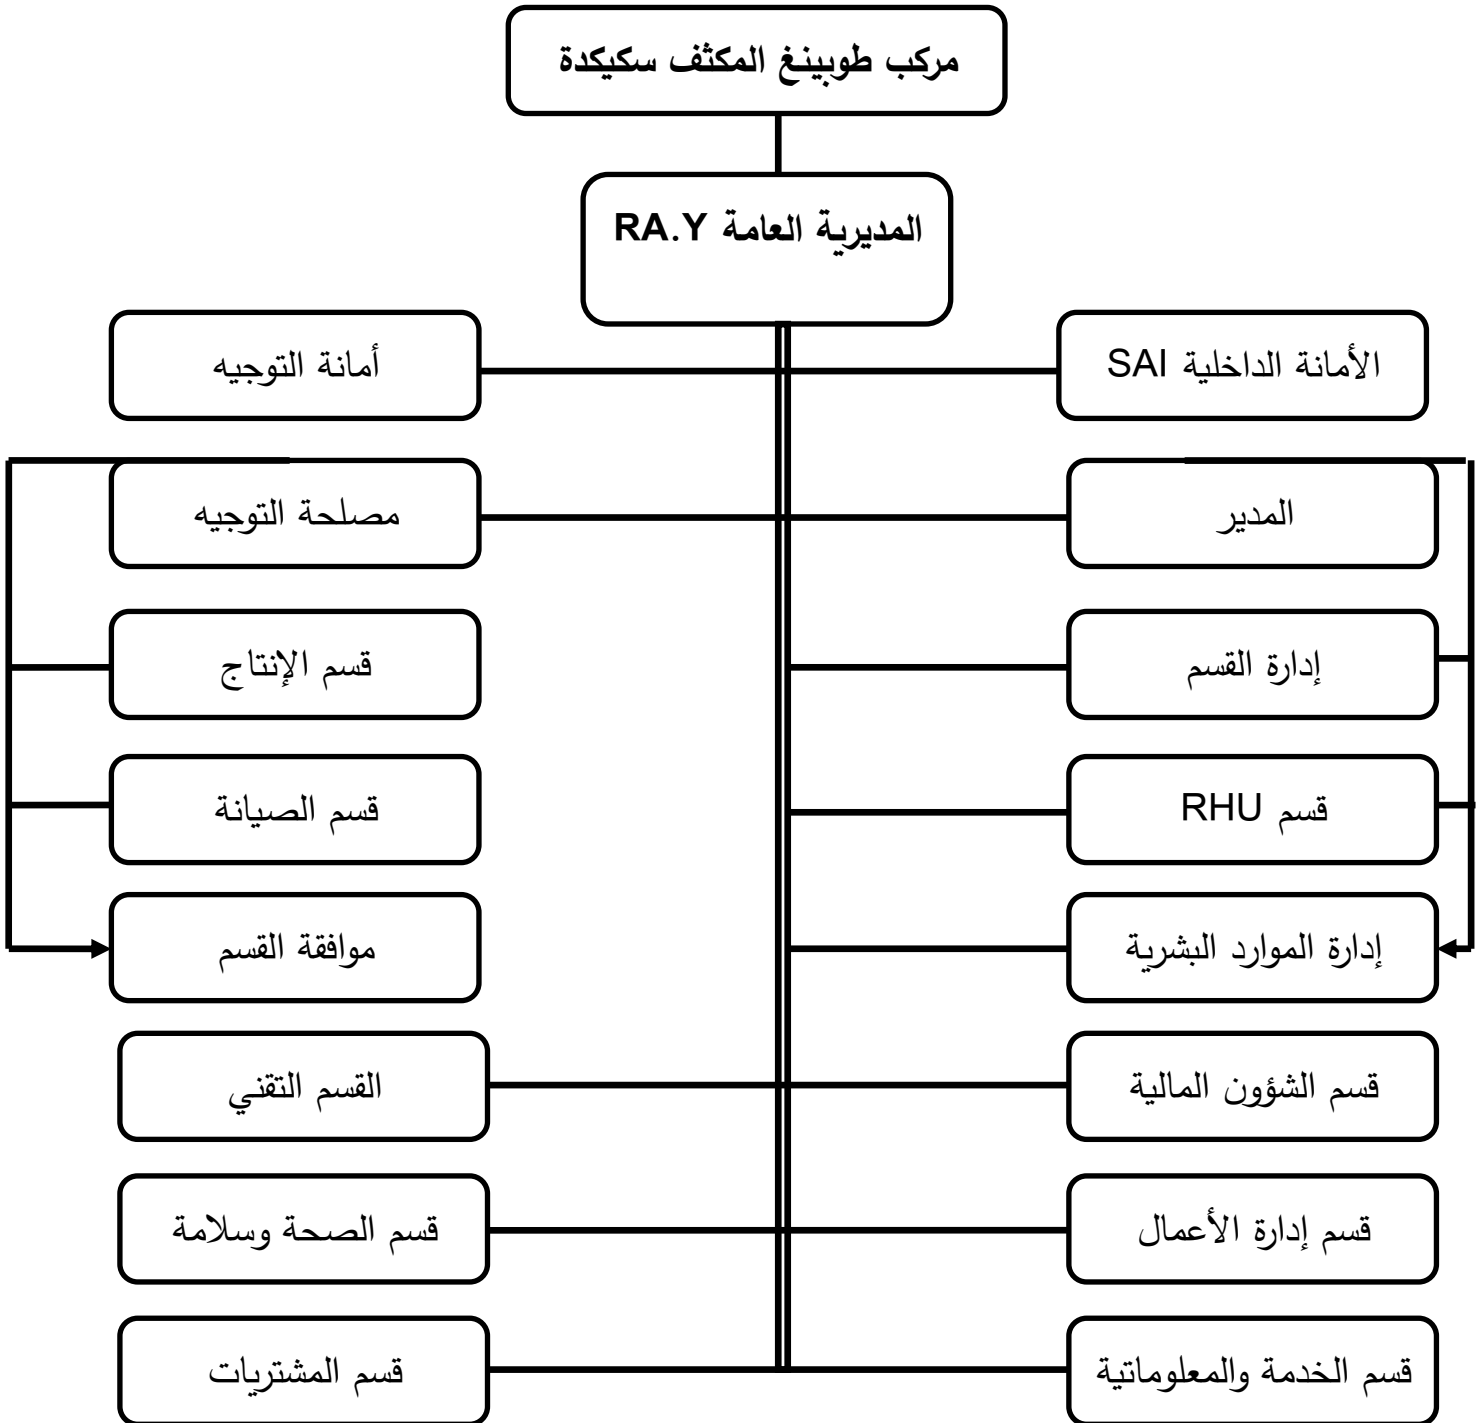 مركب طوبينغ المكثف سكيكدة
المديرية العامة RA.Y
الأمانة الداخلية SAI
أمانة التوجيه
المدير
مصلحة التوجيه
إدارة القسم
قسم الإنتاج
قسم RHU
قسم الصيانة
إدارة الموارد البشرية
موافقة القسم
قسم الشؤون المالية
القسم التقني
قسم إدارة الأعمال
قسم الصحة وسلامة
قسم الخدمة والمعلوماتية
قسم المشتريات